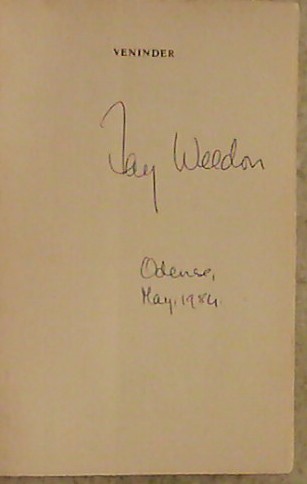 VENINDER
Fay Weldon
Odense,
May. 1984.